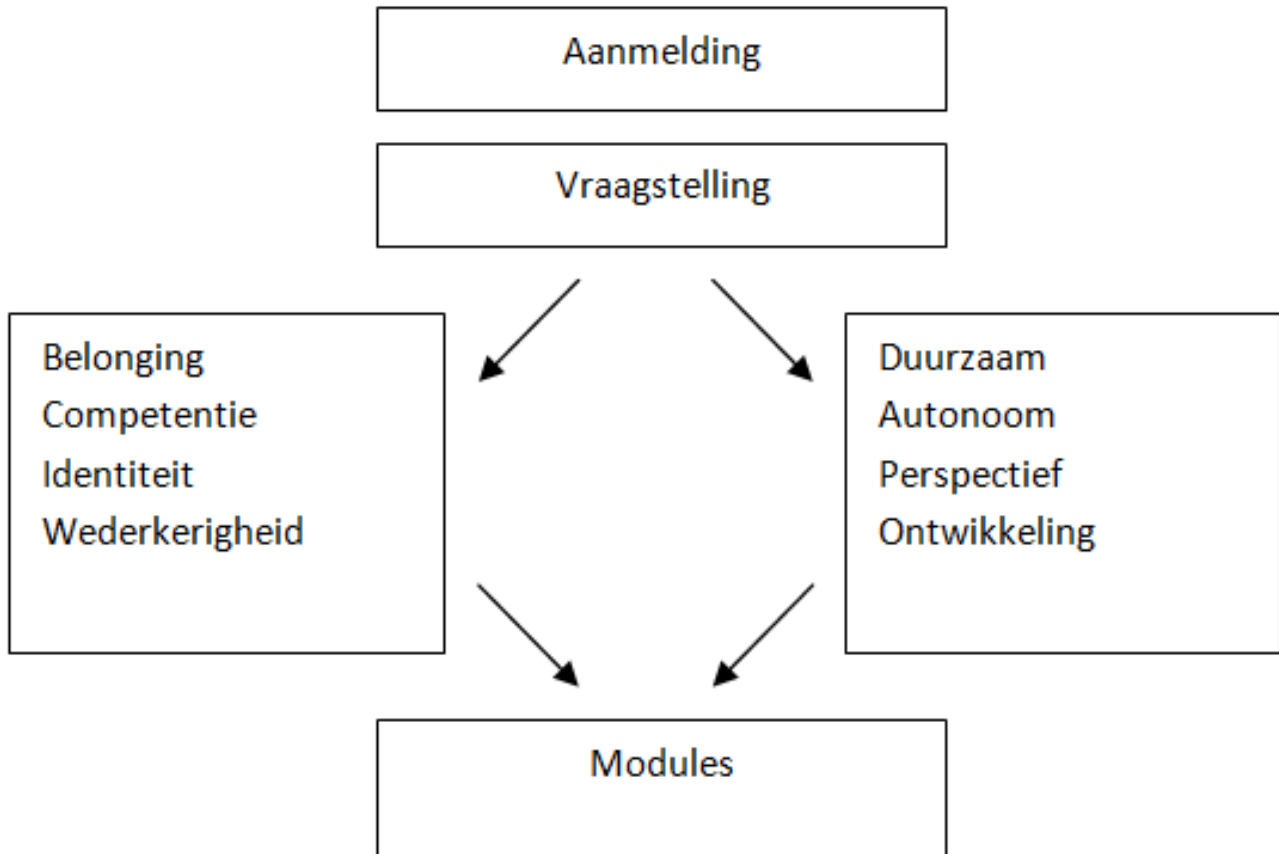 Aanmelding
Vraagstelling
Belonging
Competentie
Identiteit
Wederkerigheid
Duurzaam
Autonoom
Perspectief
Ontwikkeling
Modules